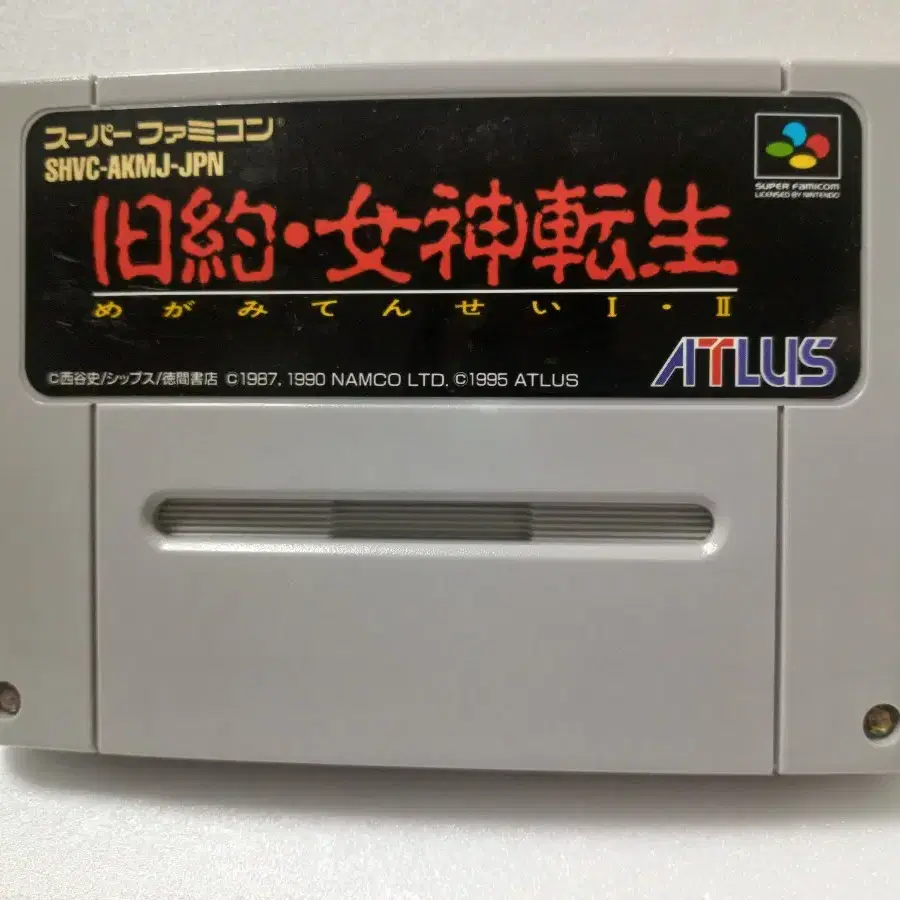 スーパーファミコン®
SHVC-AKMJ-JPN
SUPER FAMICOM
LICENSED BY NINTENDO
旧約・女神転生
めがみてんせいI・II
ATLUS
©西谷史/シップス/徳間書店 ©1987, 1990 NAMCO LTD. ©1995 ATLUS